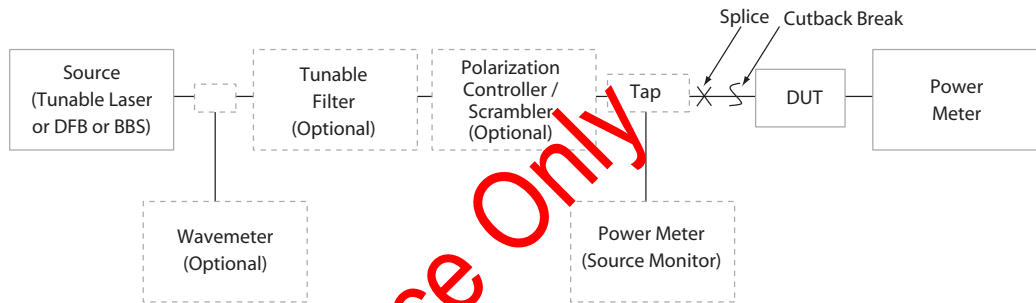 Splice
Cutback Break
Source
(Tunable Laser
or DFB or BBS)
Tunable
Filter
(Optional)
Polarization
Controller /
Scrambler
(Optional)
Tap
DUT
Power
Meter
Wavemeter
(Optional)
Power Meter
(Source Monitor)
ce Only